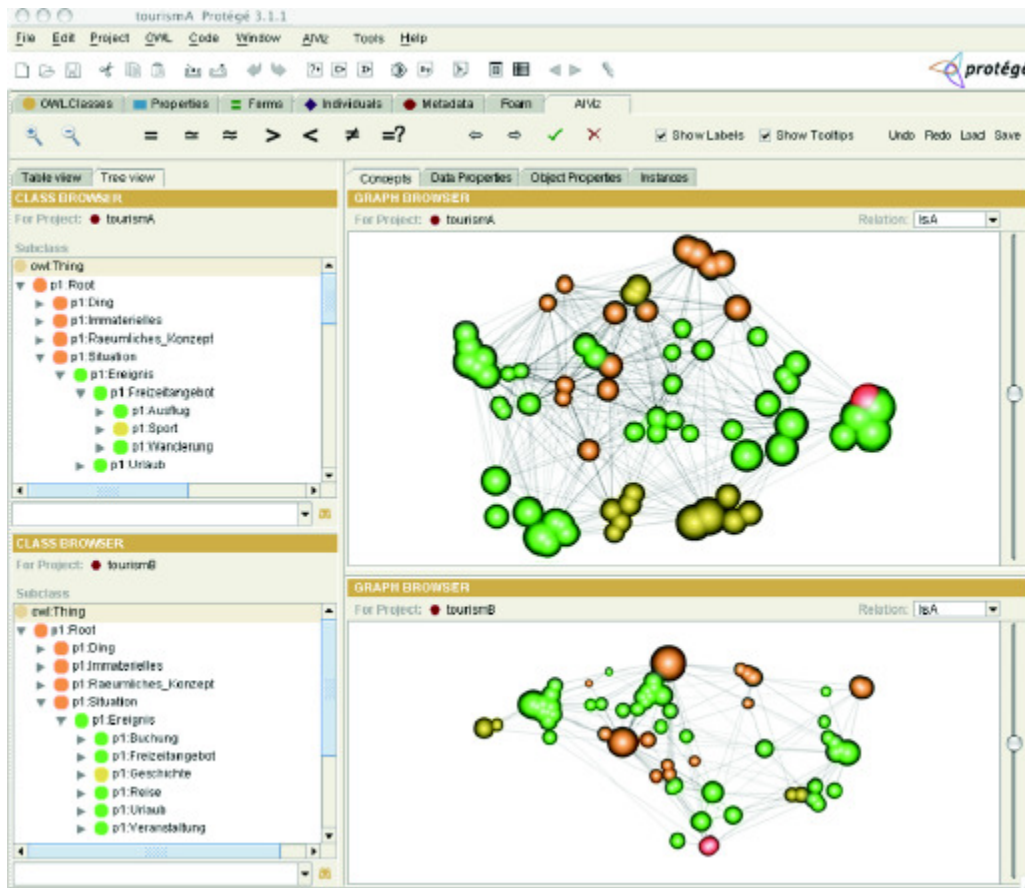 tourismA Protégé 3.1.1
File Edit Project OWL Code Window AlViz Tools Help
protégé
OWLClasses Properties Forms Individuals Metadata Foam AlViz
= ≃ ≈ > < ≠ =? Show Labels Show Tooltips Undo Redo Load Save
Table view Tree view
CLASS BROWSER
For Project: tourismA
Subclass
owl:Thing
p1:Root
p1:Ding
p1:Immaterielles
p1:Raeumliches_Konzept
p1:Situation
p1:Ereignis
p1:Freizeitangebot
p1:Ausflug
p1:Sport
p1:Wanderung
p1:Urlaub
CLASS BROWSER
For Project: tourismB
Subclass
owl:Thing
p1:Root
p1:Ding
p1:Immaterielles
p1:Raeumliches_Konzept
p1:Situation
p1:Ereignis
p1:Buchung
p1:Freizeitangebot
p1:Geschichte
p1:Reise
p1:Urlaub
p1:Veranstaltung
Concepts Data Properties Object Properties Instances
GRAPH BROWSER
For Project: tourismA Relation: IsA
GRAPH BROWSER
For Project: tourismB Relation: IsA